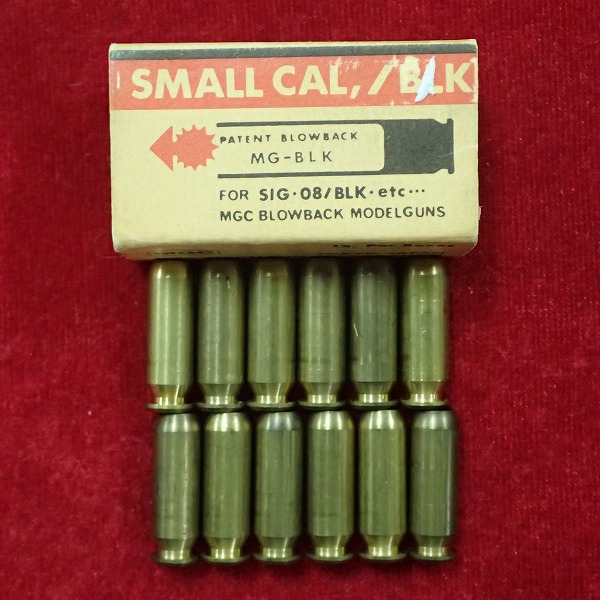 SMALL CAL,/BLK
PATENT BLOWBACK
MG-BLK
FOR SIG·08/BLK·etc···
MGC BLOWBACK MODELGUNS